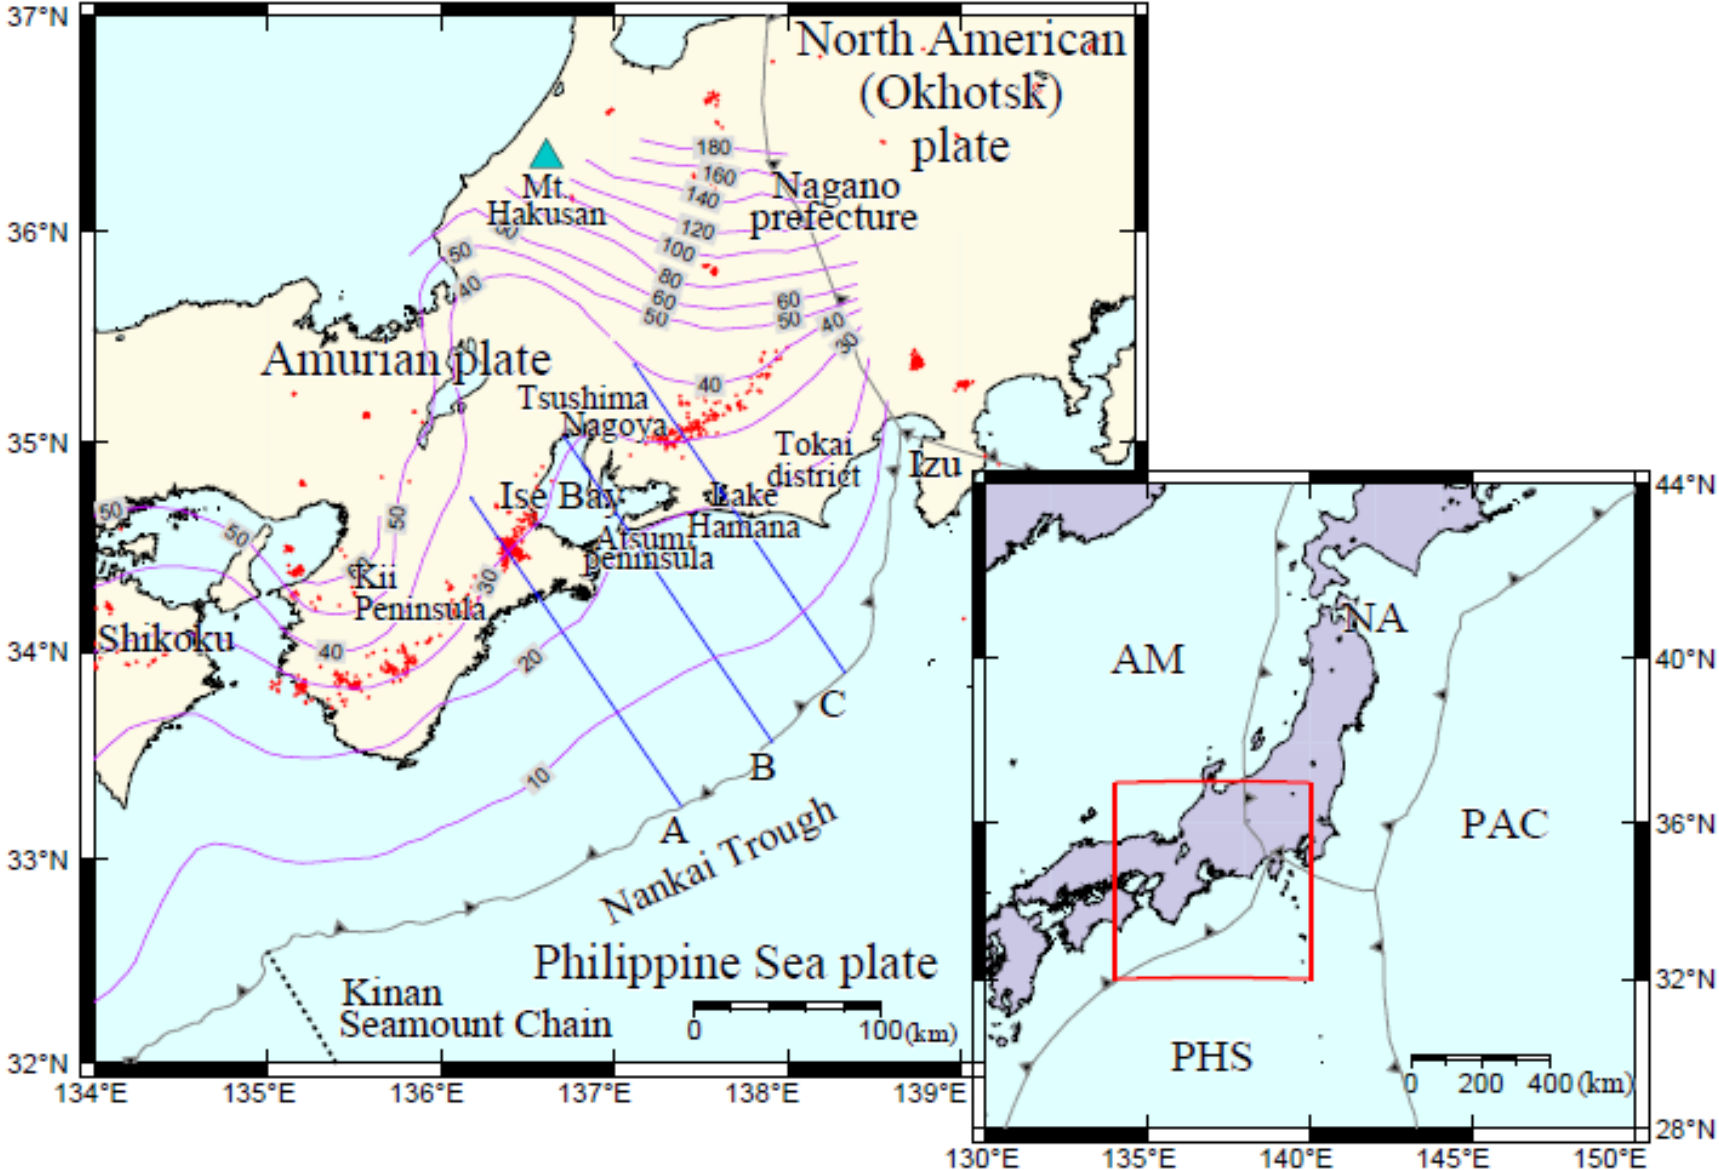 37°N
North American
(Okhotsk)
plate
180
160
140
120
100
80
60
50
Mt.
Hakusan
Nagano
prefecture
36°N
50
40
60
50
40
30
Amurian plate
40
Tsushima
Nagoya
35°N
Tokai
district
Izu
50
50
50
Ise Bay
Lake
Hamana
Atsumi
peninsula
Kii
Peninsula
30
Shikoku
34°N
40
20
10
C
B
A
33°N
Nankai Trough
Philippine Sea plate
Kinan
Seamount Chain
0 100(km)
32°N
134°E 135°E 136°E 137°E 138°E 139°E
44°N
NA
AM
40°N
PAC
36°N
32°N
PHS
0 200 400 (km)
28°N
130°E 135°E 140°E 145°E 150°E